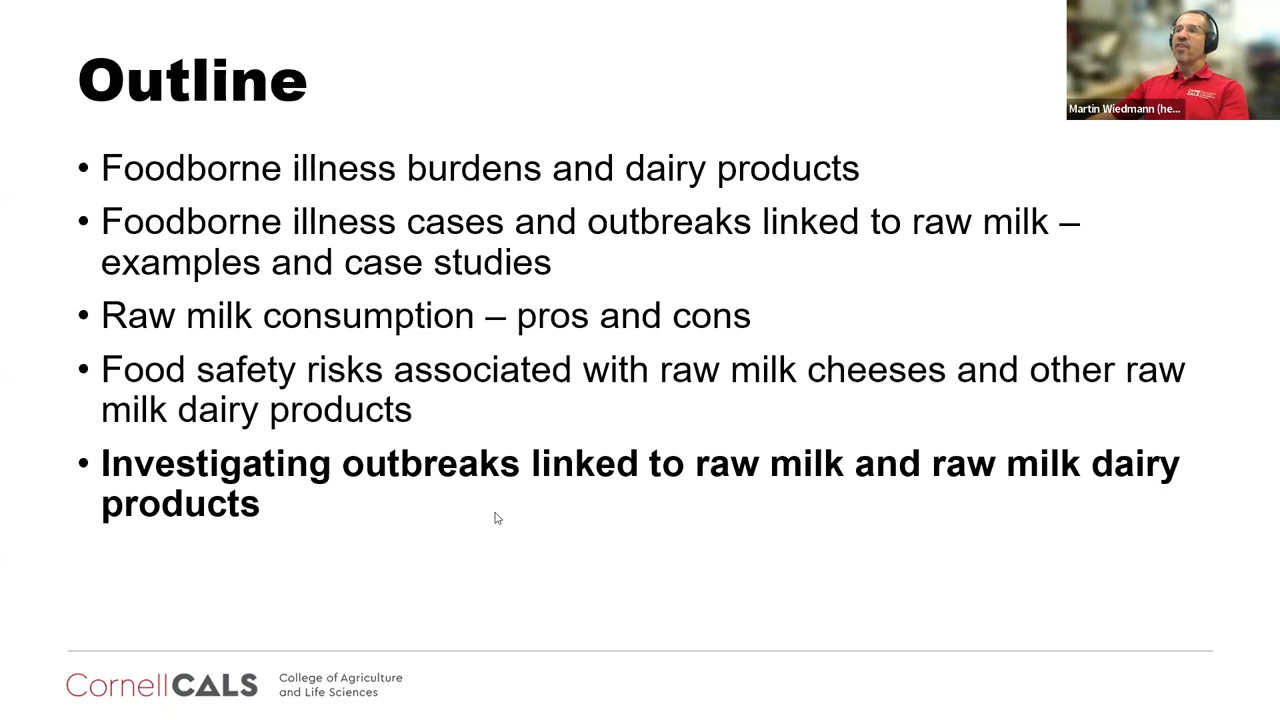 Outline
Martin Wiedmann (he...
• Foodborne illness burdens and dairy products
• Foodborne illness cases and outbreaks linked to raw milk –
examples and case studies
• Raw milk consumption – pros and cons
• Food safety risks associated with raw milk cheeses and other raw
milk dairy products
• Investigating outbreaks linked to raw milk and raw milk dairy
products
CornellCALS
College of Agriculture
and Life Sciences